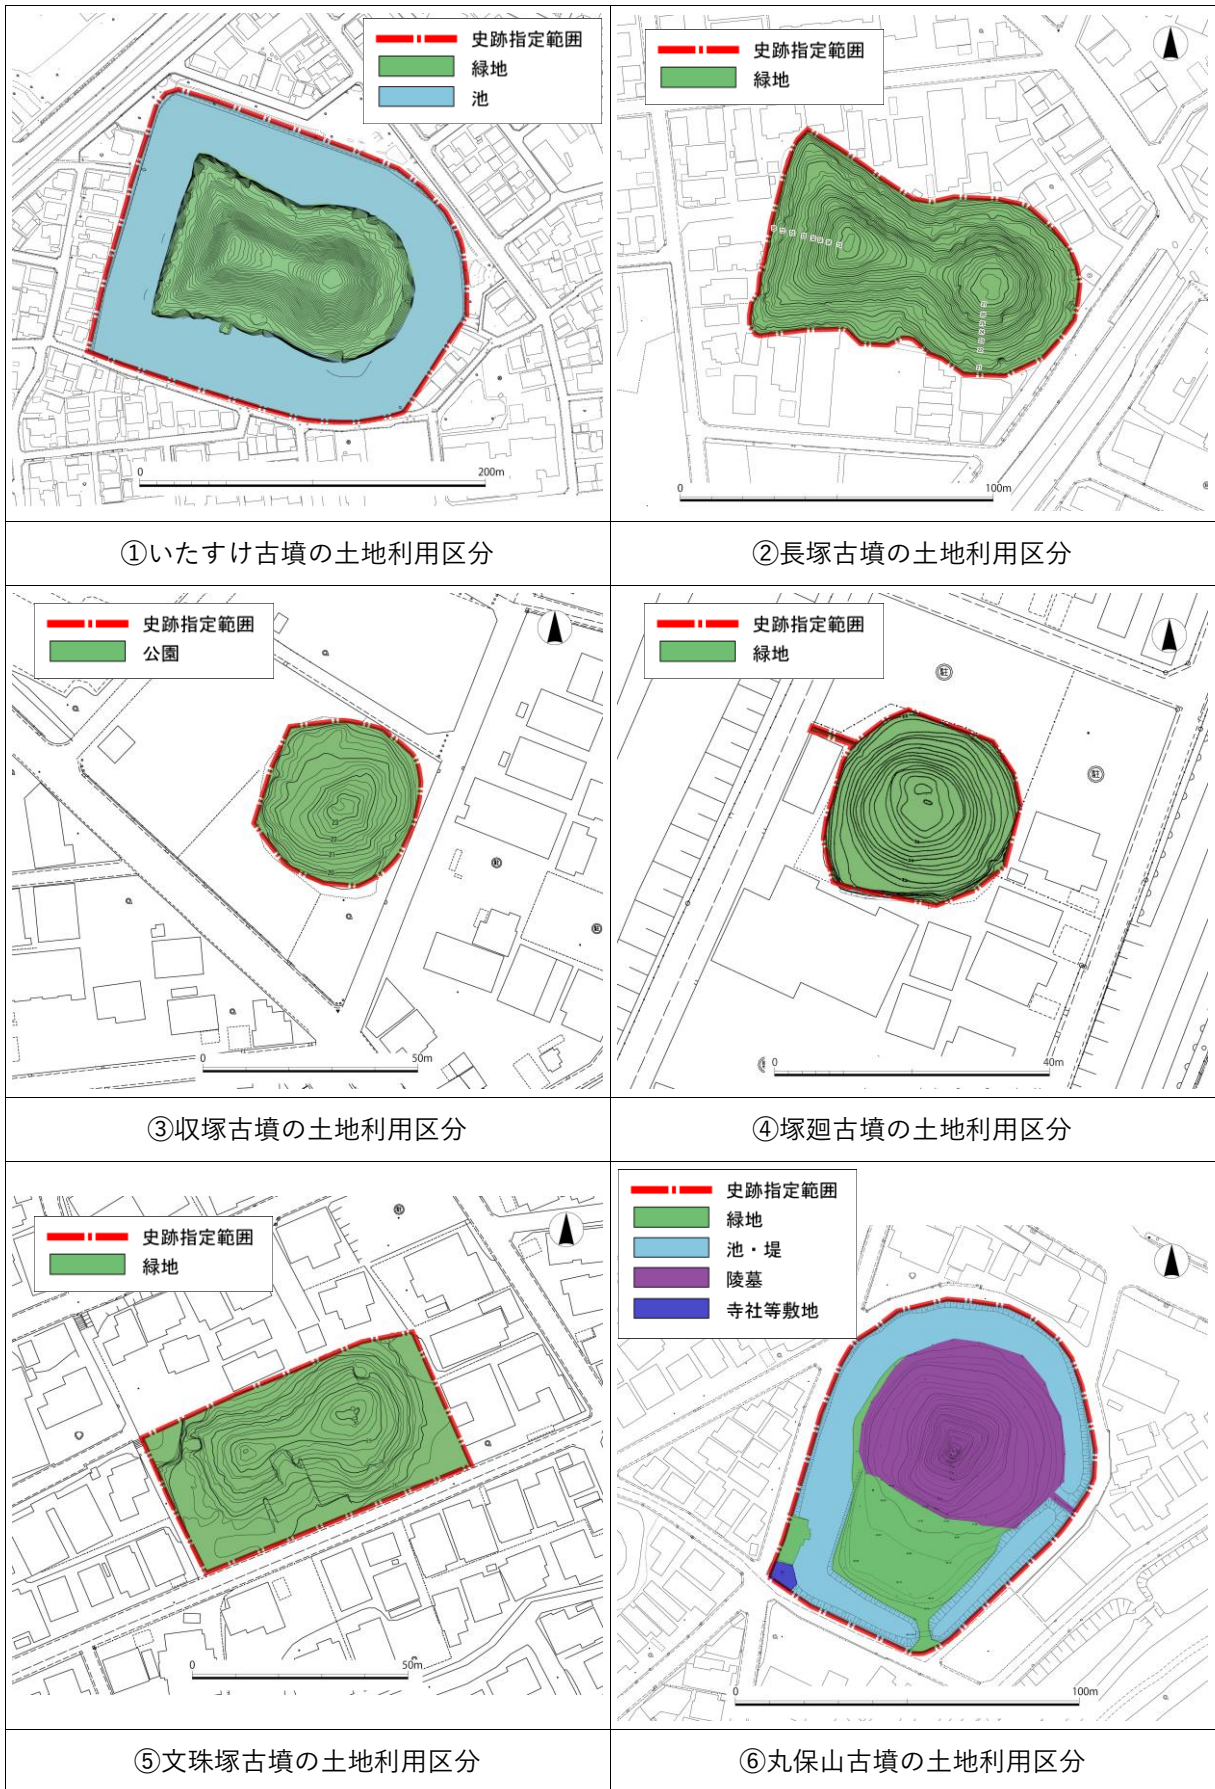 史跡指定範囲
緑地
池
0 200m
①いたすけ古墳の土地利用区分
史跡指定範囲
緑地
0 100m
②長塚古墳の土地利用区分
史跡指定範囲
公園
23
22
21
20
0 50m
③収塚古墳の土地利用区分
史跡指定範囲
緑地
駐
駐
0 40m
④塚廻古墳の土地利用区分
史跡指定範囲
緑地
0 50m
⑤文珠塚古墳の土地利用区分
史跡指定範囲
緑地
池・堤
陵墓
寺社等敷地
0 100m
⑥丸保山古墳の土地利用区分